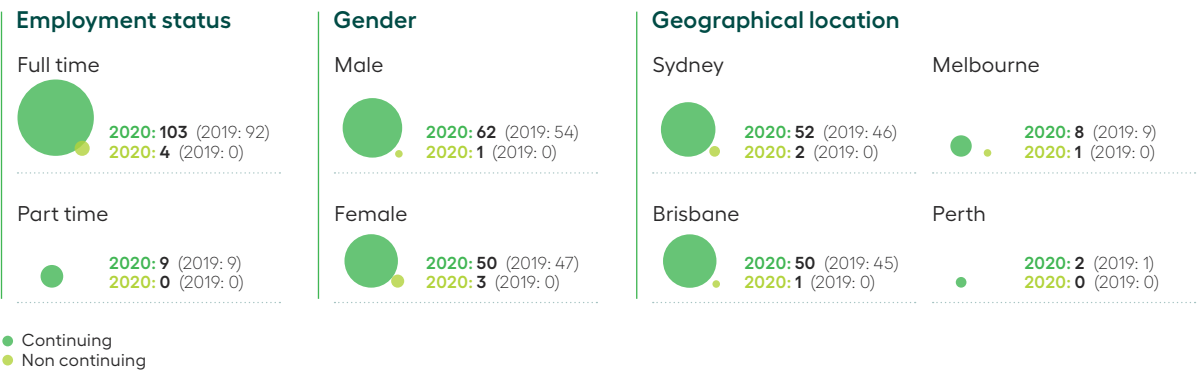 Employment status
Full time
2020: 103 (2019: 92)
2020: 4 (2019: 0)
Part time
2020: 9 (2019: 9)
2020: 0 (2019: 0)
Gender
Male
2020: 62 (2019: 54)
2020: 1 (2019: 0)
Female
2020: 50 (2019: 47)
2020: 3 (2019: 0)
Geographical location
Sydney
2020: 52 (2019: 46)
2020: 2 (2019: 0)
Melbourne
2020: 8 (2019: 9)
2020: 1 (2019: 0)
Brisbane
2020: 50 (2019: 45)
2020: 1 (2019: 0)
Perth
2020: 2 (2019: 1)
2020: 0 (2019: 0)
Continuing
Non continuing